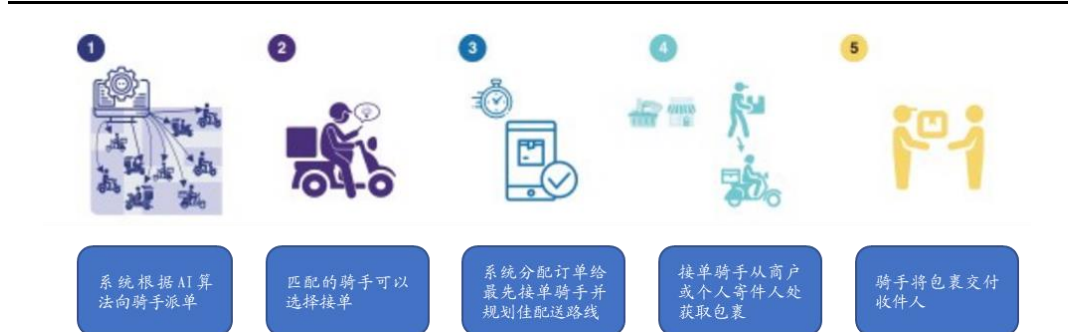 1
2
3
4
5
系统根据AI算
法向骑手派单
匹配的骑手可以
选择接单
系统分配订单给
最先接单骑手并
规划佳配送路线
接单骑手从商户
或个人寄件人处
获取包裹
骑手将包裹交付
收件人